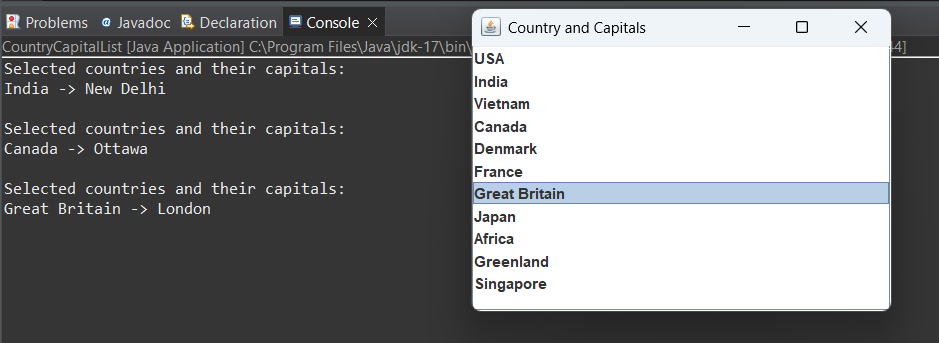 Problems Javadoc Declaration Console
CountryCapitalList [Java Application] C:\Program Files\Java\jdk-17\bin\
Selected countries and their capitals:
India -> New Delhi
Selected countries and their capitals:
Canada -> Ottawa
Selected countries and their capitals:
Great Britain -> London
Country and Capitals
44]
USA
India
Vietnam
Canada
Denmark
France
Great Britain
Japan
Africa
Greenland
Singapore